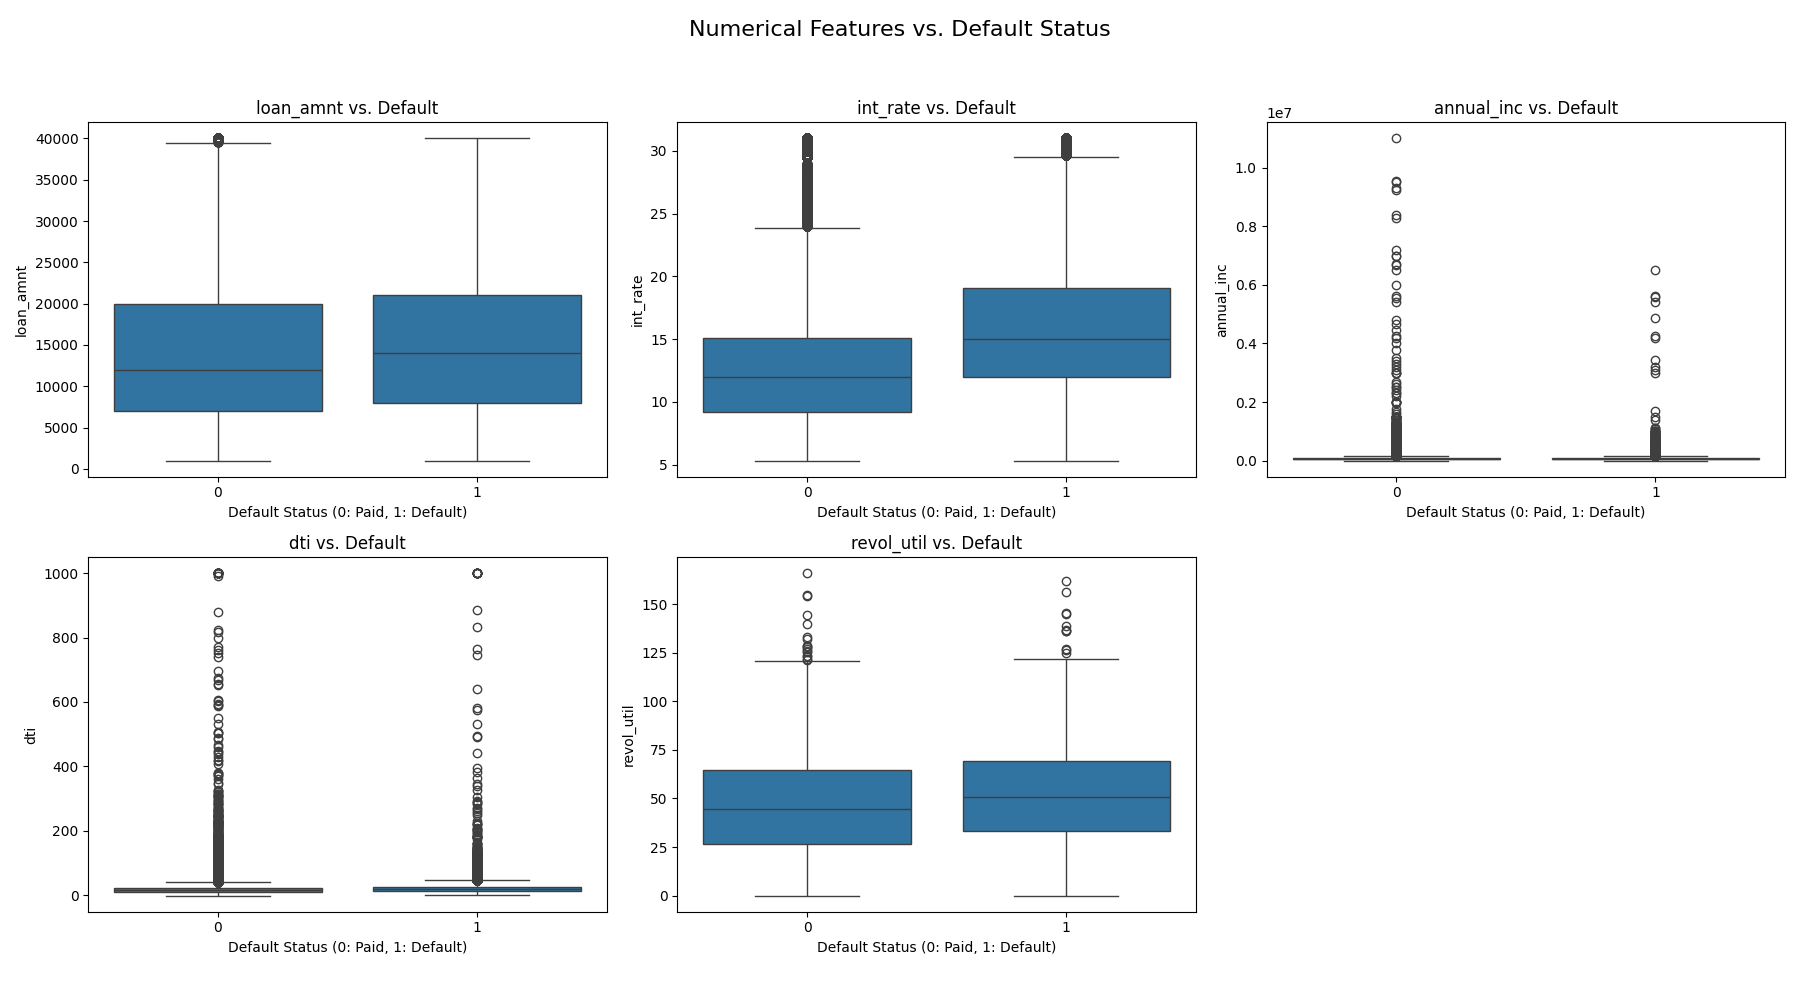 Numerical Features vs. Default Status
loan_amnt vs. Default
40000
35000
30000
25000
20000
15000
10000
5000
0
loan_amnt
0
1
Default Status (0: Paid, 1: Default)
int_rate vs. Default
30
25
20
15
10
5
int_rate
0
1
Default Status (0: Paid, 1: Default)
annual_inc vs. Default
1e7
1.0
0.8
0.6
0.4
0.2
0.0
annual_inc
0
1
Default Status (0: Paid, 1: Default)
dti vs. Default
1000
800
600
400
200
0
dti
0
1
Default Status (0: Paid, 1: Default)
revol_util vs. Default
150
125
100
75
50
25
0
revol_util
0
1
Default Status (0: Paid, 1: Default)